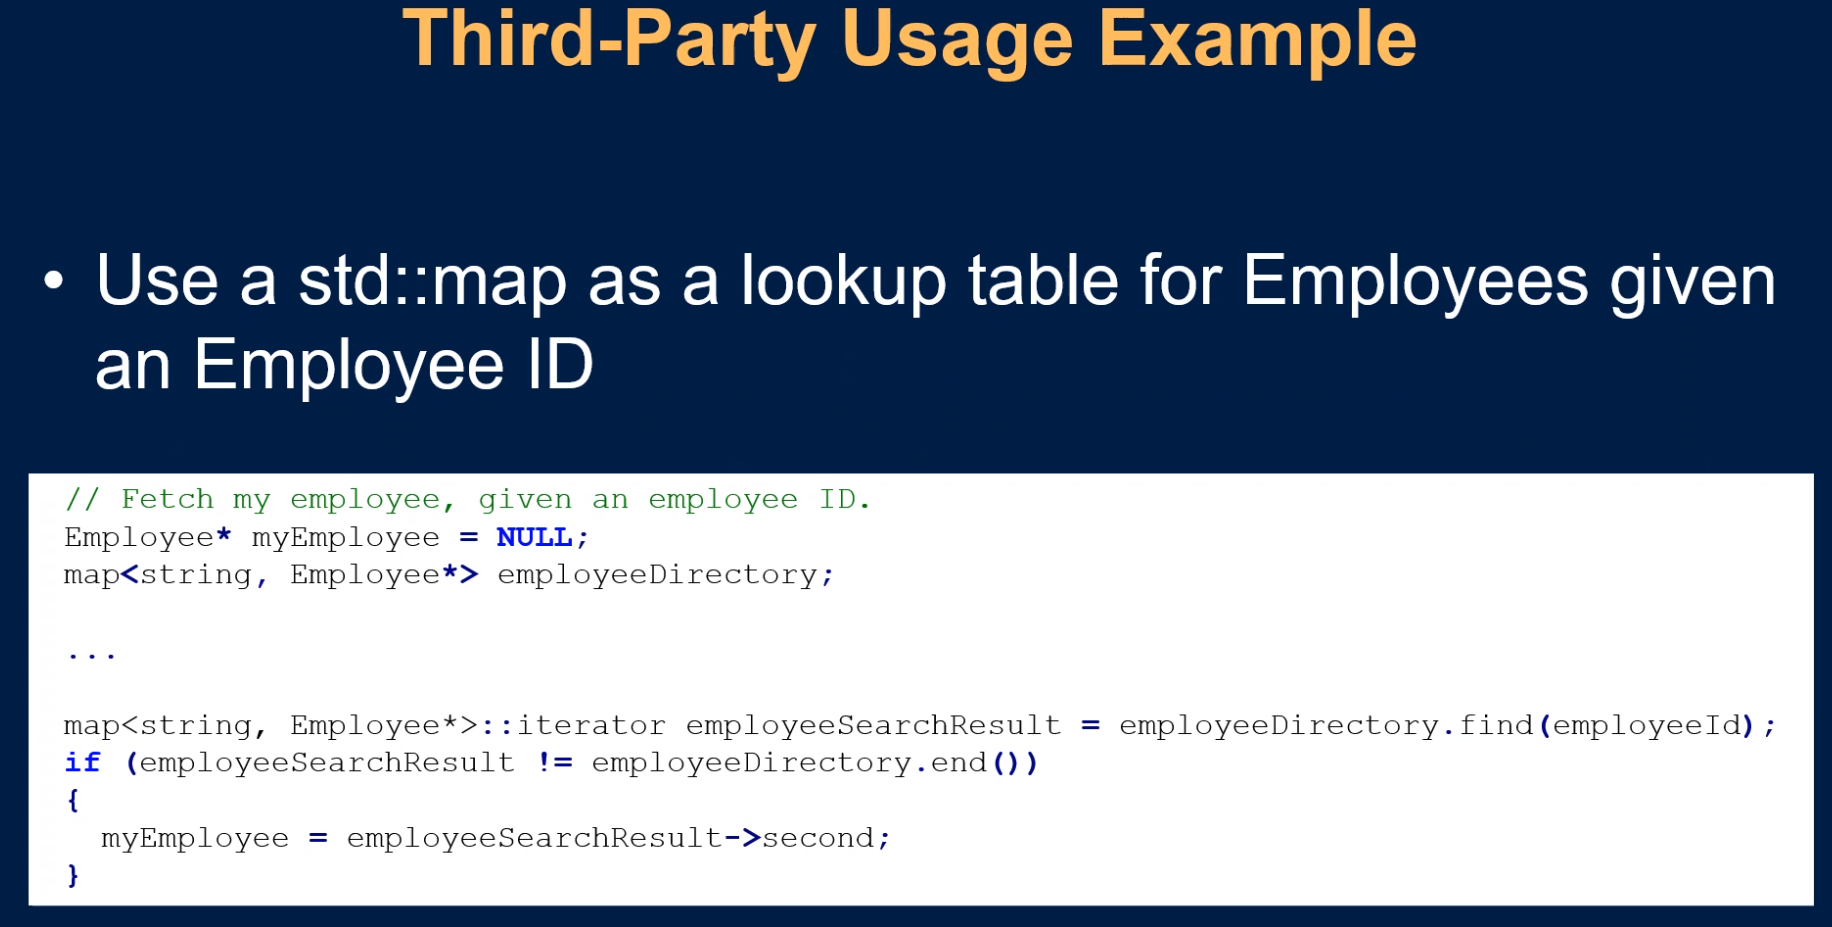 Third-Party Usage Example
• Use a std::map as a lookup table for Employees given
an Employee ID
// Fetch my employee, given an employee ID.
Employee* myEmployee = NULL;
map<string, Employee*> employeeDirectory;
...
map<string, Employee*>::iterator employeeSearchResult = employeeDirectory.find(employeeId);
if (employeeSearchResult != employeeDirectory.end())
{
  myEmployee = employeeSearchResult->second;
}